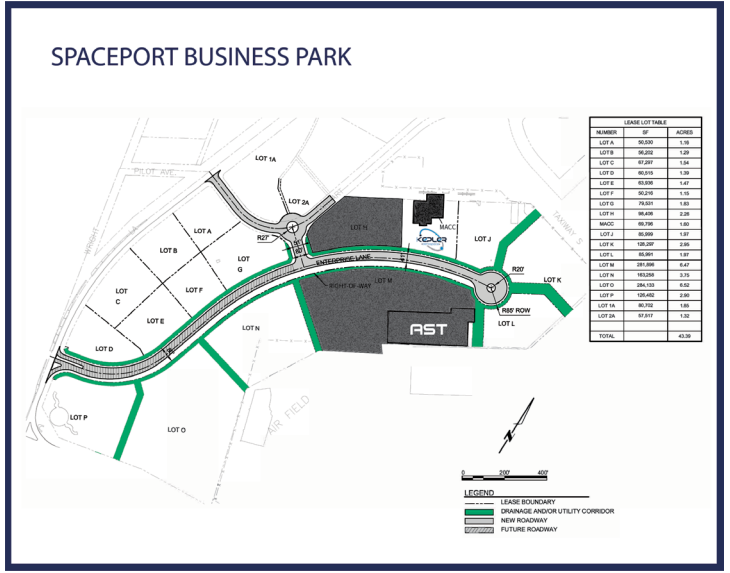 SPACEPORT BUSINESS PARK
LEASE LOT TABLE
NUMBER SF ACRES
LOT A 50,530 1.16
LOT B 56,202 1.29
LOT C 67,297 1.54
LOT D 60,515 1.39
LOT E 63,936 1.47
LOT F 50,216 1.15
LOT G 79,531 1.83
LOT H 98,406 2.26
MACC 69,796 1.60
LOT J 85,999 1.97
LOT K 128,297 2.95
LOT L 85,991 1.97
LOT M 281,896 6.47
LOT N 163,258 3.75
LOT O 284,133 6.52
LOT P 126,462 2.90
LOT 1A 80,702 1.85
LOT 2A 57,517 1.32
TOTAL 43.39
LOT 1A
PILOT AVE.
LOT 2A
WRIGHT
LOT A
R27'
LOT H
MACC
KEPLER
TAXIWAY S
LOT B
LOT J
LOT
G
ENTERPRISE LANE
R20'
LOT K
LOT
C
LOT F
RIGHT-OF-WAY
LOT M
R85' ROW
LOT E
LOT N
AST
LOT L
LOT D
LOT P
LOT O
AIR FIELD
N
0 200' 400'
LEGEND
LEASE BOUNDARY
DRAINAGE AND/OR UTILITY CORRIDOR
NEW ROADWAY
FUTURE ROADWAY